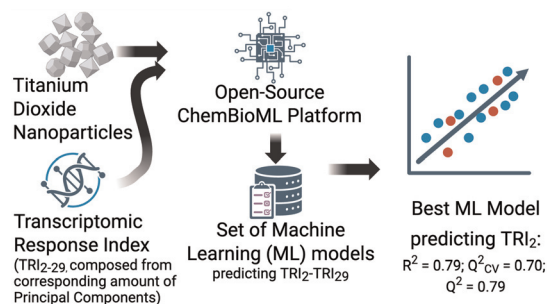 Titanium
Dioxide
Nanoparticles
Transcriptomic
Response Index
(TRI2-29, composed from
corresponding amount of
Principal Components)
Open-Source
ChemBioML Platform
Set of Machine
Learning (ML) models
predicting TRI2-TRI29
Best ML Model
predicting TRI2:
R² = 0.79; Q²CV = 0.70;
Q² = 0.79